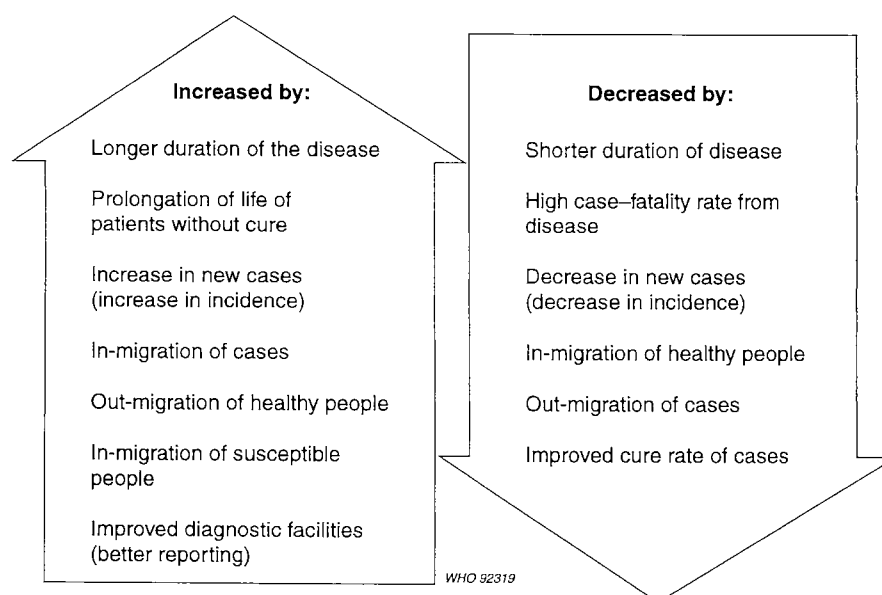 Increased by:
Longer duration of the disease
Prolongation of life of
patients without cure
Increase in new cases
(increase in incidence)
In-migration of cases
Out-migration of healthy people
In-migration of susceptible
people
Improved diagnostic facilities
(better reporting)
Decreased by:
Shorter duration of disease
High case–fatality rate from
disease
Decrease in new cases
(decrease in incidence)
In-migration of healthy people
Out-migration of cases
Improved cure rate of cases
WHO 92319